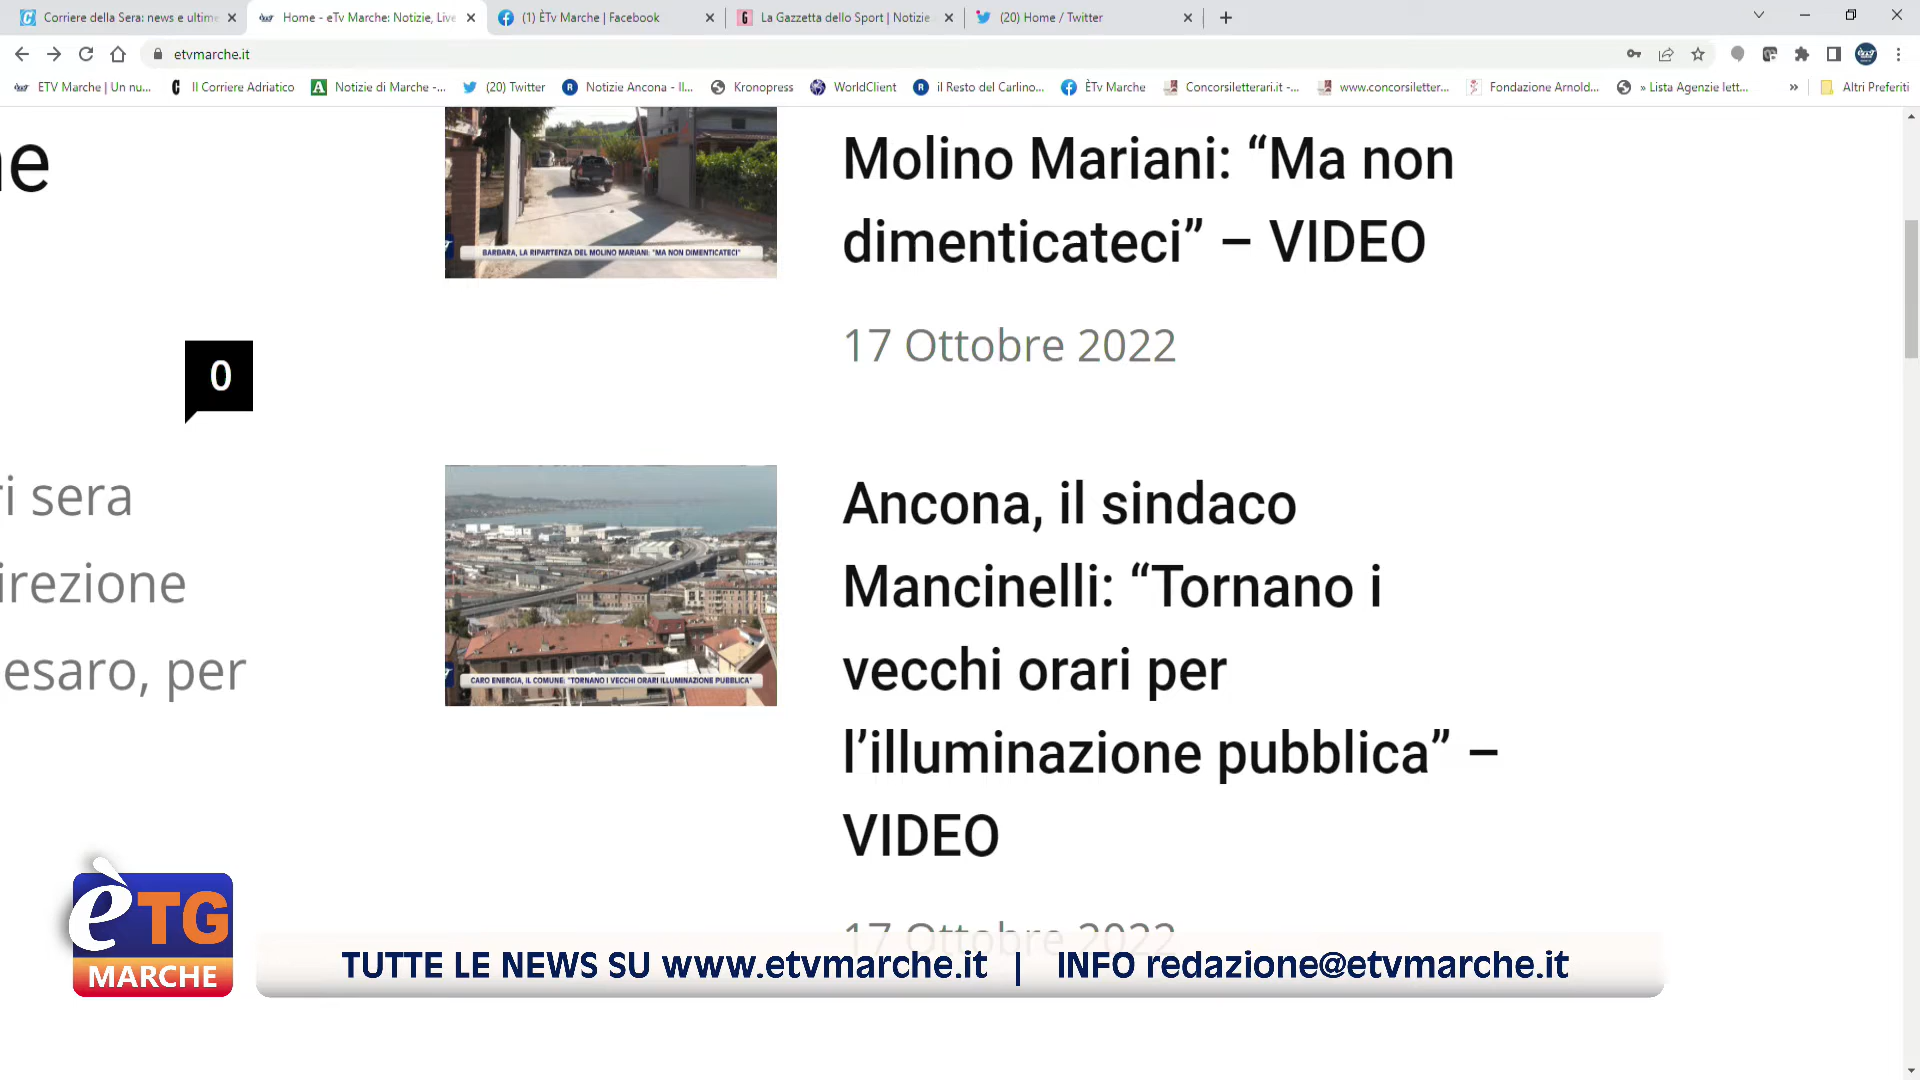 Corriere della Sera: news e ultime
Home - eTv Marche: Notizie, Live
(1) ÈTv Marche | Facebook
La Gazzetta dello Sport | Notizie
(20) Home / Twitter
etvmarche.it
ETV Marche | Un nu...
Il Corriere Adriatico
Notizie di Marche -...
(20) Twitter
Notizie Ancona - Il...
Kronopress
WorldClient
il Resto del Carlino...
ÈTv Marche
Concorsiletterari.it -...
www.concorsiletter...
Fondazione Arnold...
» Lista Agenzie lett...
»
Altri Preferiti
ne
0
ri sera
irezione
esaro, per
BARBARA, LA RIPARTENZA DEL MOLINO MARIANI: "MA NON DIMENTICATECI"
Molino Mariani: “Ma non
dimenticateci” – VIDEO
17 Ottobre 2022
CARO ENERGIA, IL COMUNE: "TORNANO I VECCHI ORARI ILLUMINAZIONE PUBBLICA"
Ancona, il sindaco
Mancinelli: “Tornano i
vecchi orari per
l’illuminazione pubblica” –
VIDEO
17 Ottobre 2022
èTG
MARCHE
TUTTE LE NEWS SU www.etvmarche.it | INFO redazione@etvmarche.it